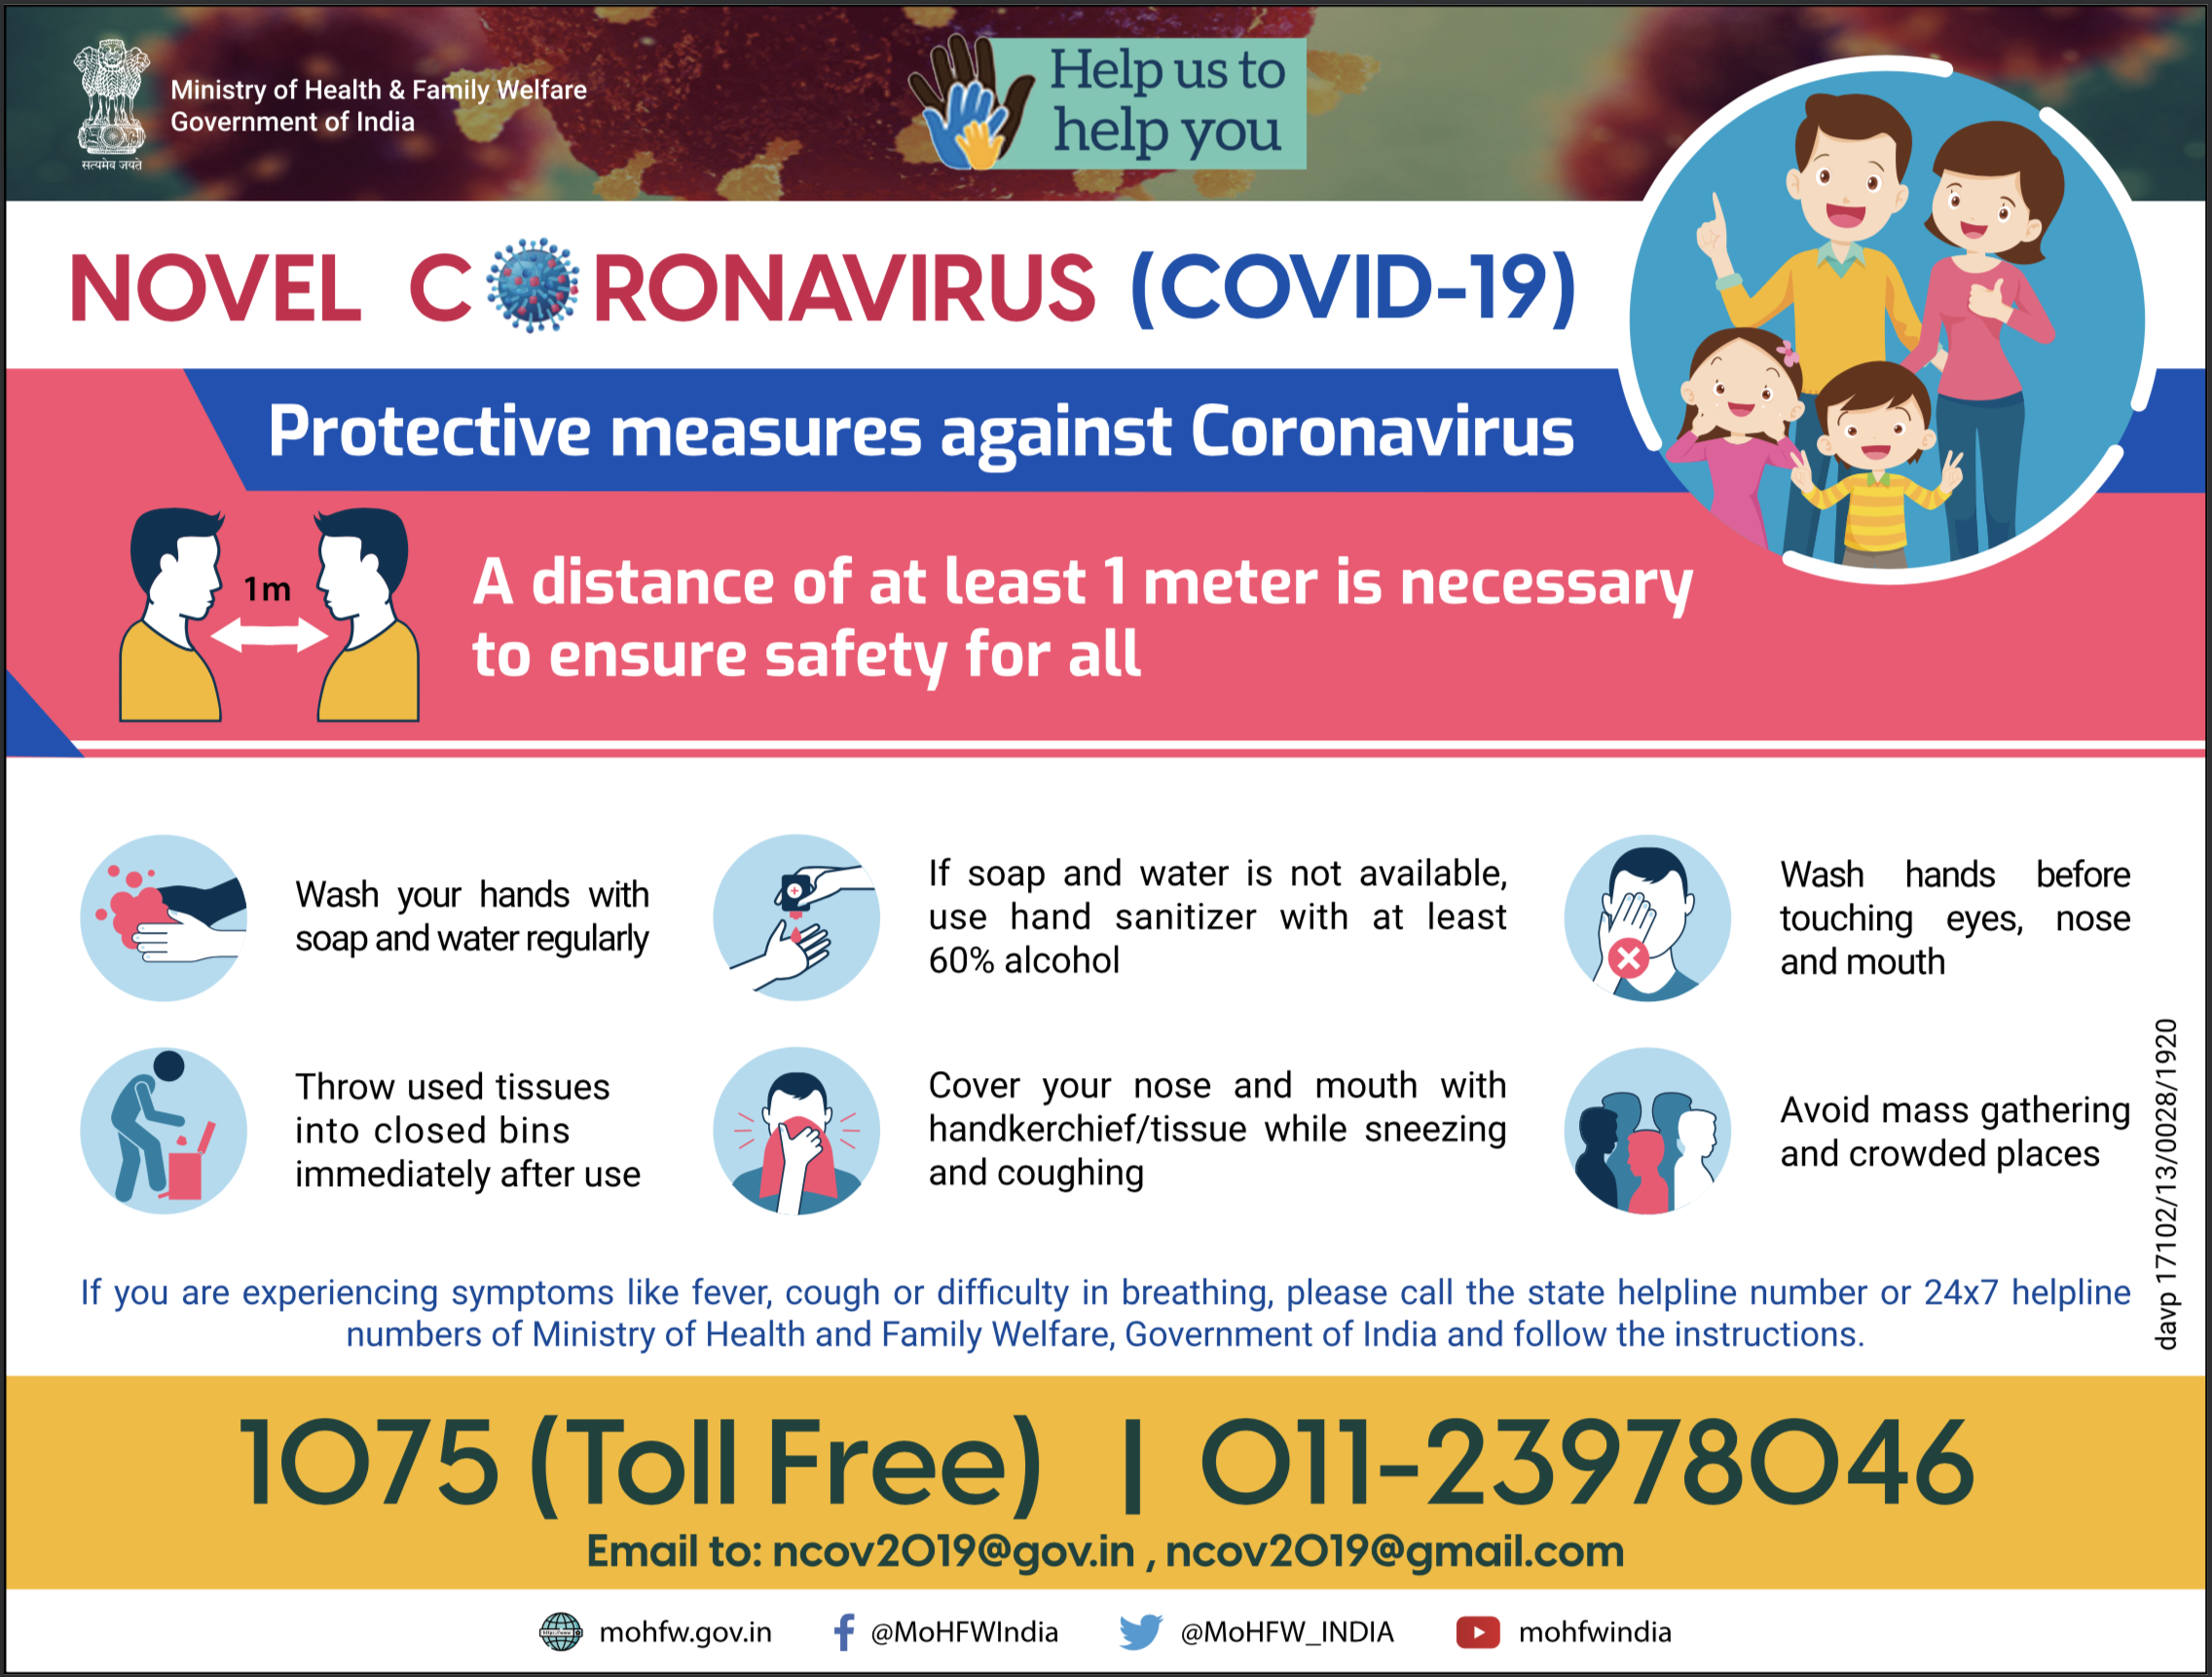 Ministry of Health & Family Welfare
Government of India
सत्यमेव जयते
Help us to
help you
NOVEL CORONAVIRUS (COVID-19)
Protective measures against Coronavirus
1m
A distance of at least 1 meter is necessary
to ensure safety for all
Wash your hands with
soap and water regularly
If soap and water is not available,
use hand sanitizer with at least
60% alcohol
Wash hands before
touching eyes, nose
and mouth
Throw used tissues
into closed bins
immediately after use
Cover your nose and mouth with
handkerchief/tissue while sneezing
and coughing
Avoid mass gathering
and crowded places
davp 17102/13/0028/1920
If you are experiencing symptoms like fever, cough or difficulty in breathing, please call the state helpline number or 24x7 helpline
numbers of Ministry of Health and Family Welfare, Government of India and follow the instructions.
1075 (Toll Free) | 011-23978046
Email to: ncov2019@gov.in , ncov2019@gmail.com
mohfw.gov.in @MoHFWIndia @MoHFW_INDIA mohfwindia